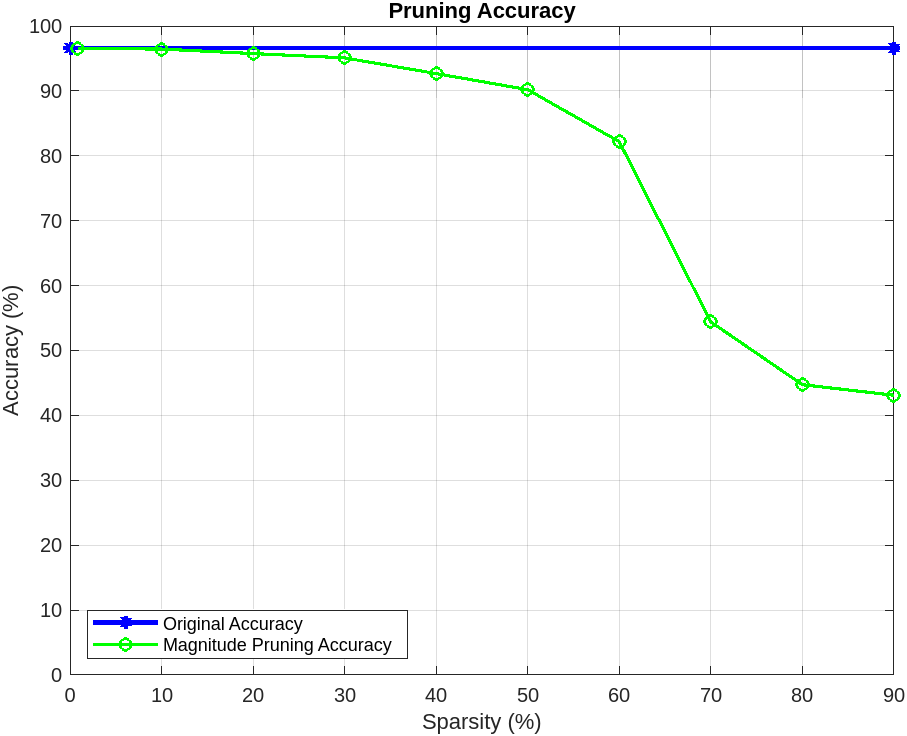 Pruning Accuracy
100
90
80
70
60
50
40
30
20
10
0
Accuracy (%)
Original Accuracy
Magnitude Pruning Accuracy
0 10 20 30 40 50 60 70 80 90
Sparsity (%)